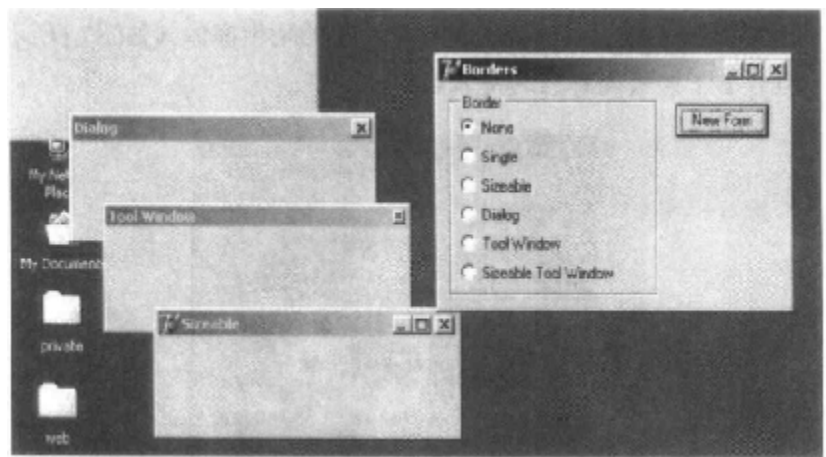 Borders
Border
None
New Form
Single
Sizeable
Dialog
Tool Window
Sizeable Tool Window
Dialog
Tool Window
Sizeable
My Documents
private
web